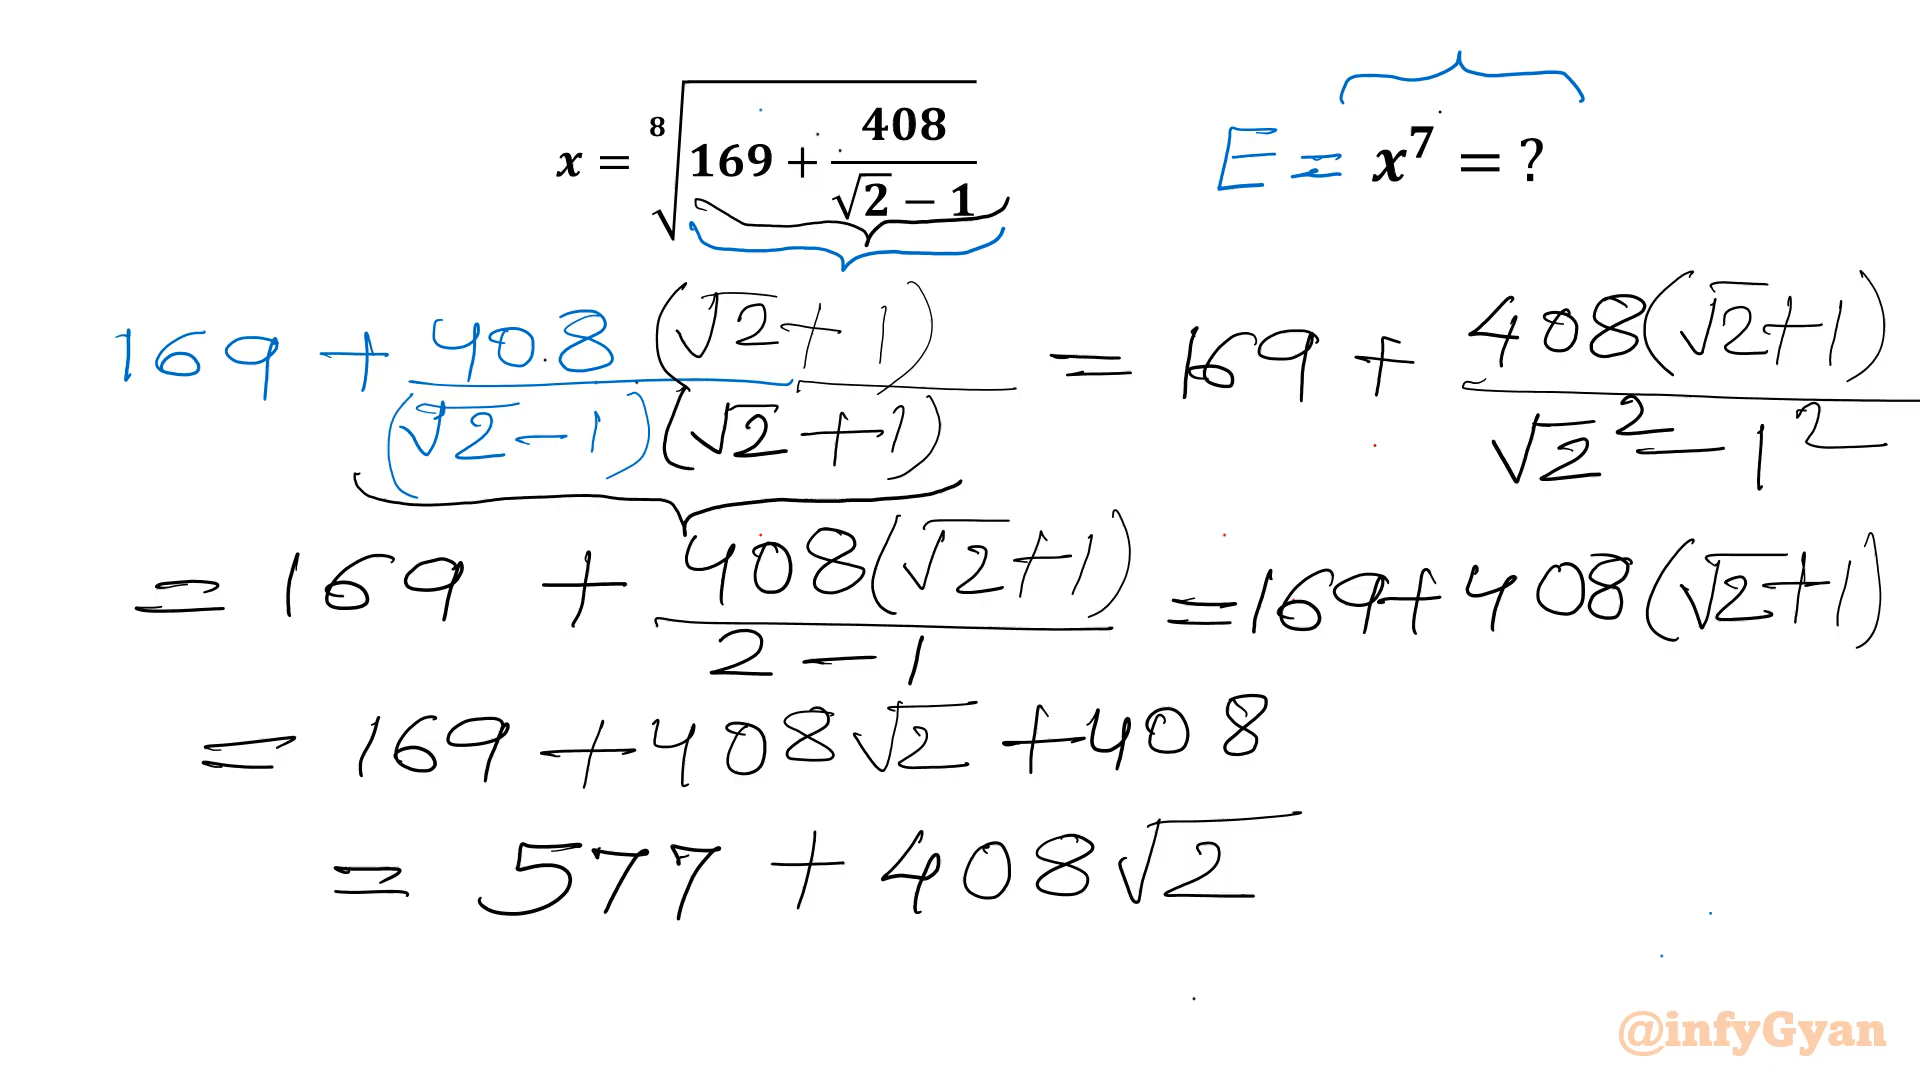 x = ⁸√(169 + 408/(√2 − 1))    E = x⁷ = ?
169 + 408(√2 + 1)/((√2 − 1)(√2 + 1)) = 169 + 408(√2 + 1)/(√2² − 1²)
= 169 + 408(√2 + 1)/(2 − 1) = 169 + 408(√2 + 1)
= 169 + 408√2 + 408
= 577 + 408√2
@infyGyan